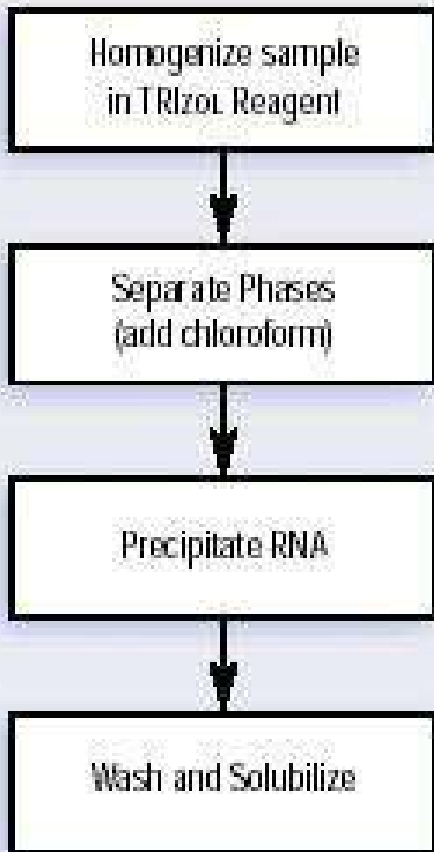 Homogenize sample
in TRIzol Reagent
Separate Phases
(add chloroform)
Precipitate RNA
Wash and Solubilize